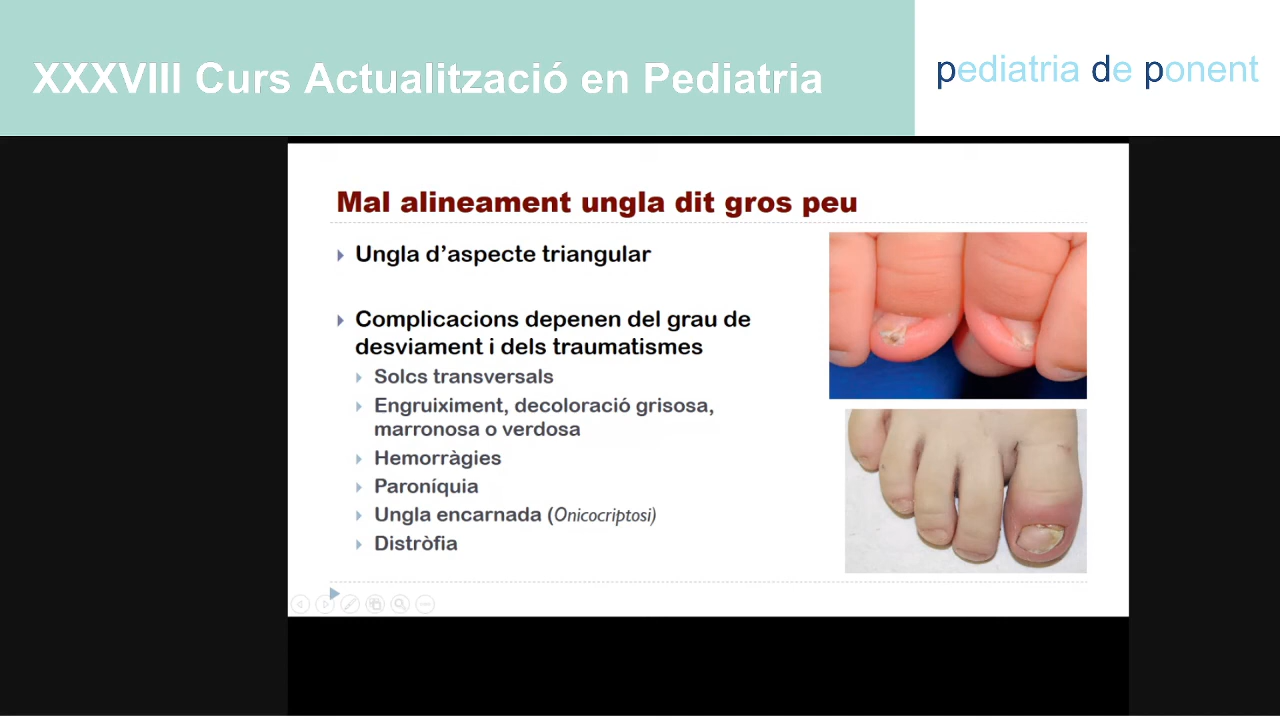 XXXVIII Curs Actualització en Pediatria
pediatria de ponent
Mal alineament ungla dit gros peu
Ungla d’aspecte triangular
Complicacions depenen del grau de
desviament i dels traumatismes
Solcs transversals
Engruiximent, decoloració grisosa,
marronosa o verdosa
Hemorràgies
Paroníquia
Ungla encarnada (Onicocriptosi)
Distròfia